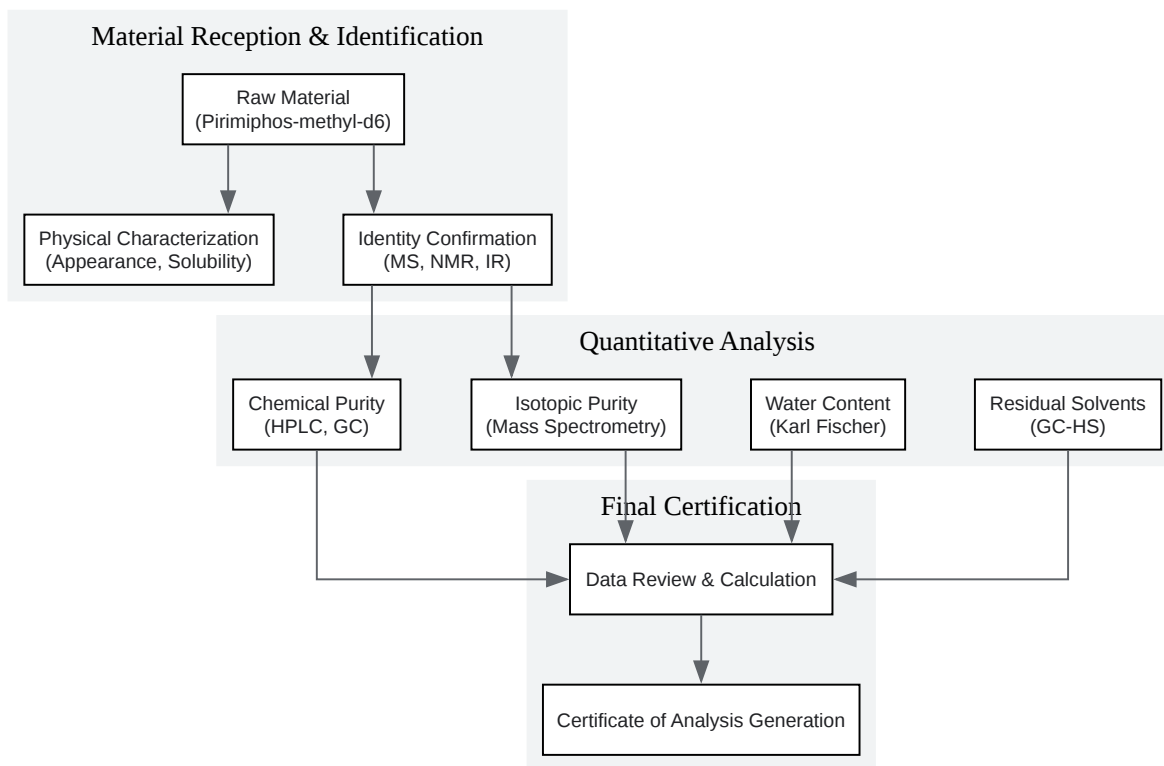 Material Reception & Identification
Raw Material
(Pirimiphos-methyl-d6)
Physical Characterization
(Appearance, Solubility)
Identity Confirmation
(MS, NMR, IR)
Quantitative Analysis
Chemical Purity
(HPLC, GC)
Isotopic Purity
(Mass Spectrometry)
Water Content
(Karl Fischer)
Residual Solvents
(GC-HS)
Final Certification
Data Review & Calculation
Certificate of Analysis Generation